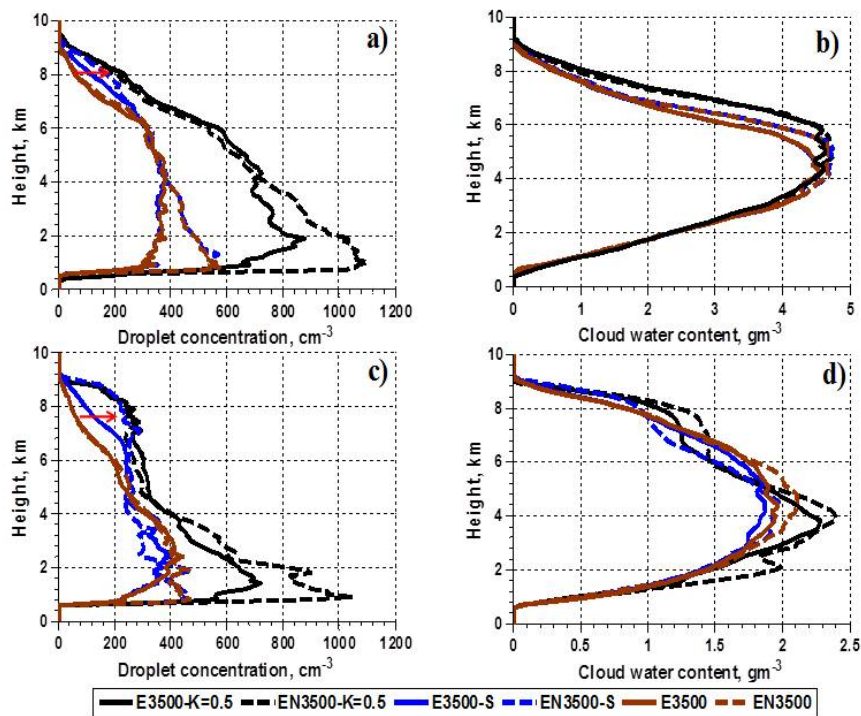 a)
b)
10
8
6
4
2
0
Height, km
0 200 400 600 800 1000 1200
Droplet concentration, cm-3
10
8
6
4
2
0
Height, km
0 1 2 3 4 5
Cloud water content, gm-3
c)
d)
10
8
6
4
2
0
Height, km
0 200 400 600 800 1000 1200
Droplet concentration, cm-3
10
8
6
4
2
0
Height, km
0 0.5 1 1.5 2 2.5
Cloud water content, gm-3
E3500-K=0.5 EN3500-K=0.5 E3500-S EN3500-S E3500 EN3500